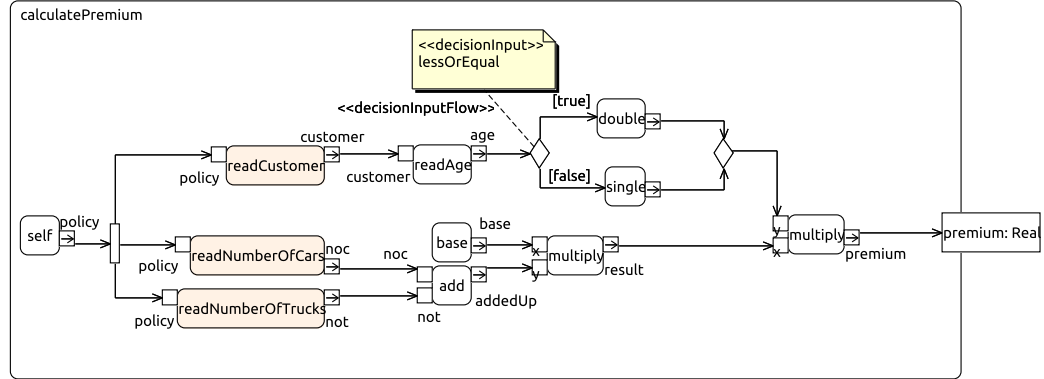 calculatePremium
<<decisionInput>>
lessOrEqual
<<decisionInputFlow>>
[true]
double
customer
age
readCustomer
readAge
policy
customer
[false]
single
policy
self
base
base
noc
noc
y
multiply
premium: Real
readNumberOfCars
x
multiply
x
policy
add
y
result
premium
readNumberOfTrucks
addedUp
policy
not
not